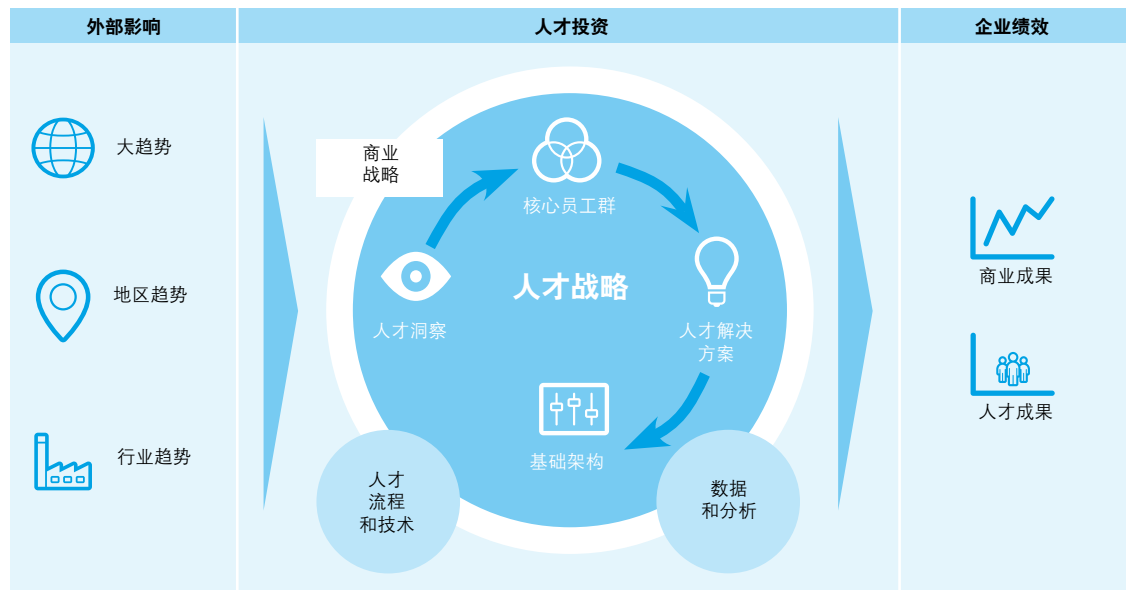 外部影响
人才投资
企业绩效
大趋势
地区趋势
行业趋势
商业
战略
核心员工群
人才战略
人才洞察
人才解决
方案
基础架构
人才
流程
和技术
数据
和分析
商业成果
人才成果